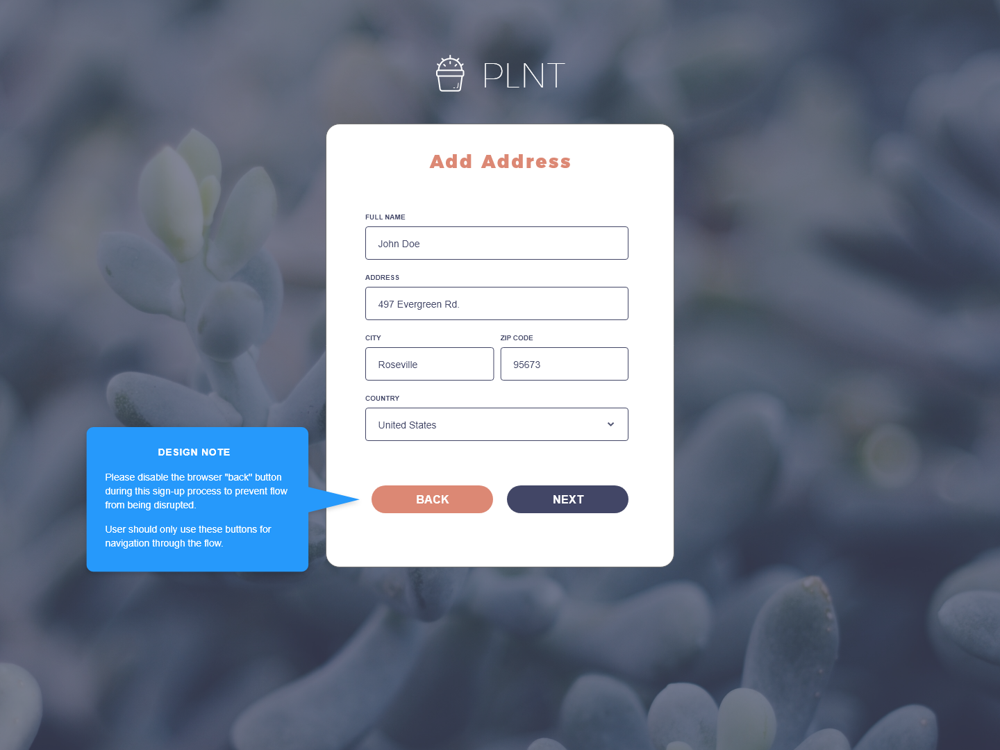 PLNT
Add Address
FULL NAME
John Doe
ADDRESS
497 Evergreen Rd.
CITY
Roseville
ZIP CODE
95673
COUNTRY
United States
DESIGN NOTE
Please disable the browser "back" button
during this sign-up process to prevent flow
from being disrupted.
User should only use these buttons for
navigation through the flow.
BACK
NEXT